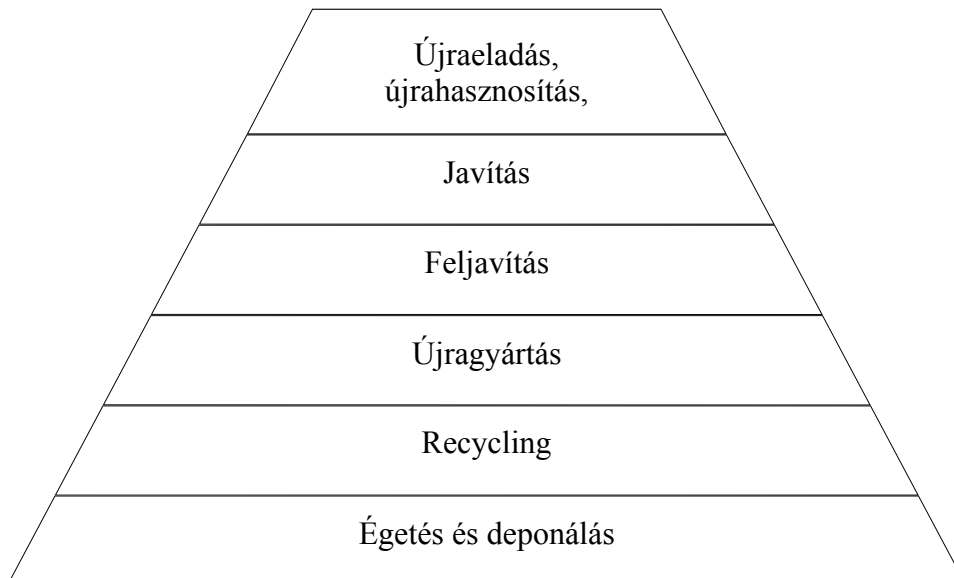 Újraeladás,
újrahasznosítás,
Javítás
Feljavítás
Újragyártás
Recycling
Égetés és deponálás